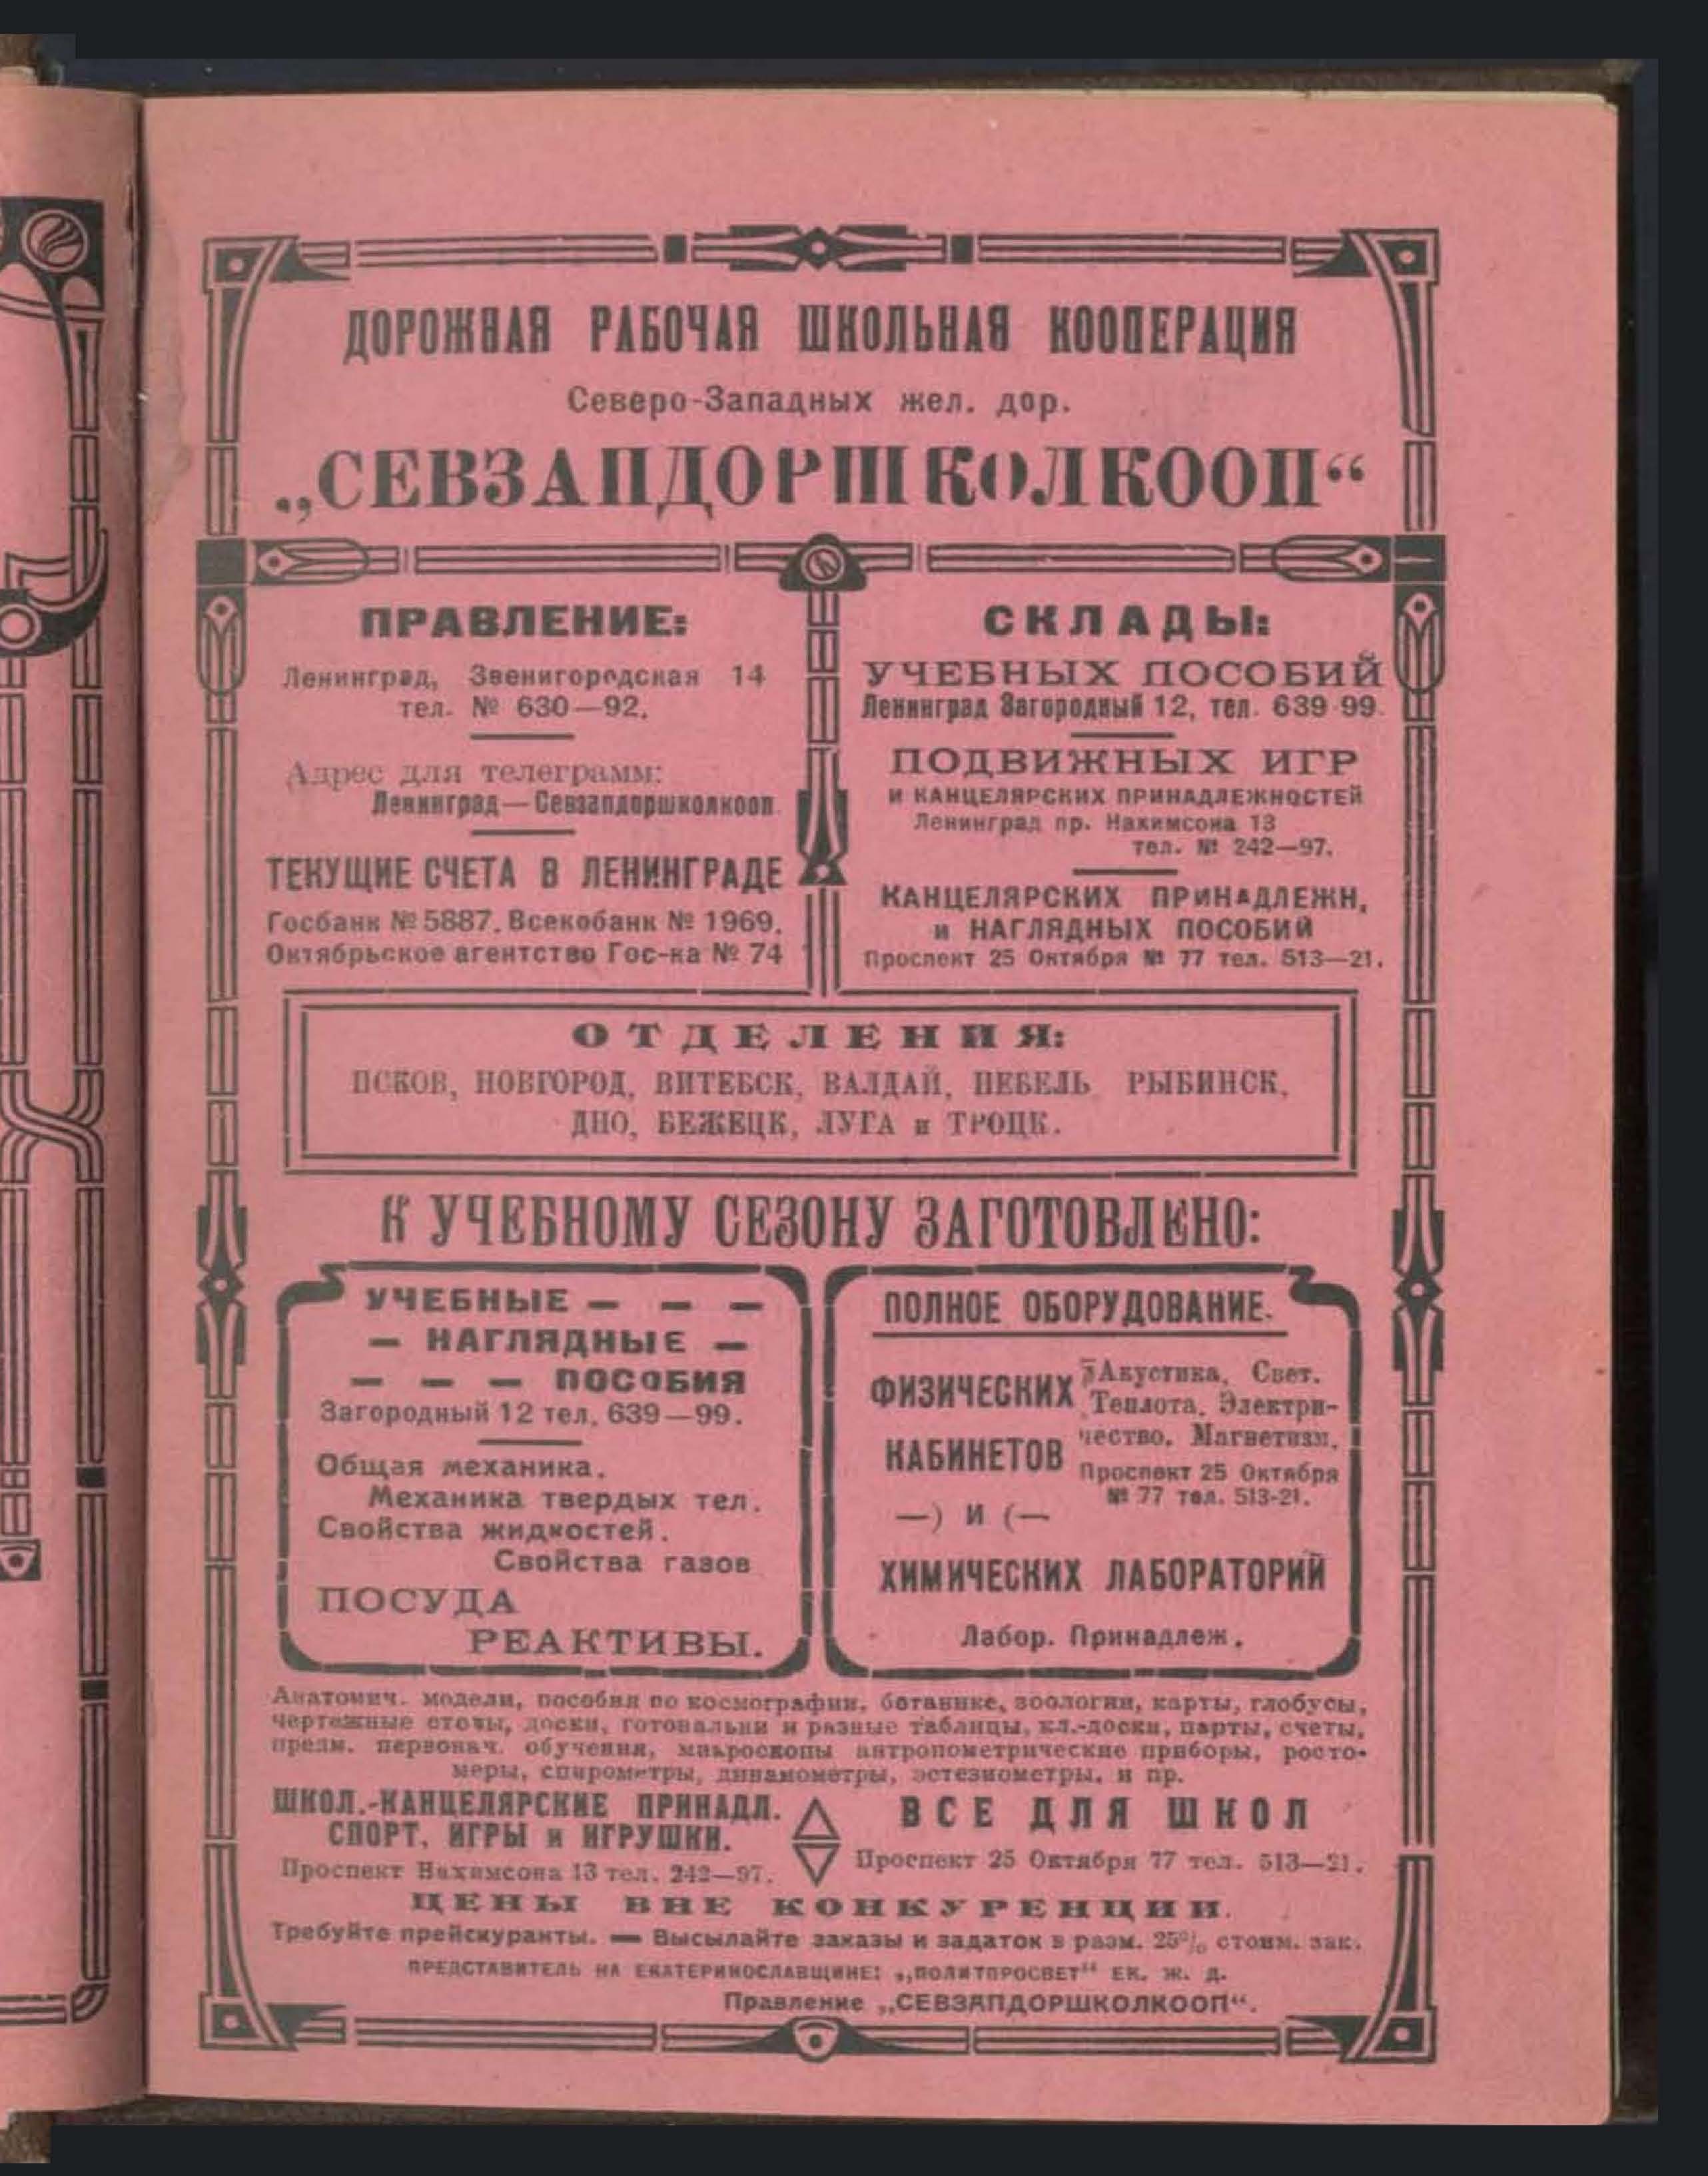 ДОРОЖНАЯ РАБОЧАЯ ШКОЛЬНАЯ КООПЕРАЦИЯ
Северо-Западных жел. дор.
„СЕВЗАПДОРШКОЛКООП“
ПРАВЛЕНИЕ:
Ленинград, Звенигородская 14
тел. № 630—92.
Адрес для телеграмм:
Ленинград—Севзапдоршколкооп.
ТЕКУЩИЕ СЧЕТА В ЛЕНИНГРАДЕ
Госбанк № 5887. Всекобанк № 1969.
Октябрьское агентство Гос-ка № 74
СКЛАДЫ:
УЧЕБНЫХ ПОСОБИЙ
Ленинград Загородный 12, тел. 639-99.
ПОДВИЖНЫХ ИГР
И КАНЦЕЛЯРСКИХ ПРИНАДЛЕЖНОСТЕЙ
Ленинград пр. Нахимсона 13
тел. № 242—97.
КАНЦЕЛЯРСКИХ ПРИНАДЛЕЖН,
и НАГЛЯДНЫХ ПОСОБИЙ
Проспект 25 Октября № 77 тел. 513—21.
ОТДЕЛЕНИЯ:
ПСКОВ, НОВГОРОД, ВИТЕБСК, ВАЛДАЙ, НЕБЕЛЬ РЫБИНСК,
ДНО, БЕЖЕЦК, ЛУГА и ТРОЦК.
К УЧЕБНОМУ СЕЗОНУ ЗАГОТОВЛЕНО:
УЧЕБНЫЕ — — —
— НАГЛЯДНЫЕ —
— — — ПОСОБИЯ
Загородный 12 тел. 639—99.
Общая механика.
Механика твердых тел.
Свойства жидкостей.
Свойства газов
ПОСУДА
РЕАКТИВЫ.
ПОЛНОЕ ОБОРУДОВАНИЕ.
ФИЗИЧЕСКИХ
КАБИНЕТОВ
Акустика, Свет.
Теплота, Электри-
чество. Магнетизм.
Проспект 25 Октября
№ 77 тел. 513-21.
—) И (—
ХИМИЧЕСКИХ ЛАБОРАТОРИЙ
Лабор. Принадлеж.
Анатомич. модели, пособия по космографии, ботанике, зоологии, карты, глобусы,
чертежные столы, доски, готовальни и разные таблицы, кл.-доски, парты, счеты,
предм. первонач. обучения, микроскопы антропометрические приборы, росто-
меры, спирометры, динамометры, эстезиометры, и пр.
ШКОЛ.-КАНЦЕЛЯРСКИЕ ПРИНАДЛ.
СПОРТ, ИГРЫ и ИГРУШКИ.
Проспект Нахимсона 13 тел. 242—97.
ВСЕ ДЛЯ ШКОЛ
Проспект 25 Октября 77 тел. 513—21.
ЦЕНЫ ВНЕ КОНКУРЕНЦИИ.
Требуйте прейскуранты. — Высылайте заказы и задаток в разм. 25% стоим. зак.
ПРЕДСТАВИТЕЛЬ НА ЕКАТЕРИНОСЛАВЩИНЕ: „ПОЛИТПРОСВЕТ“ ЕК. Ж. Д.
Правление „СЕВЗАПДОРШКОЛКООП“.